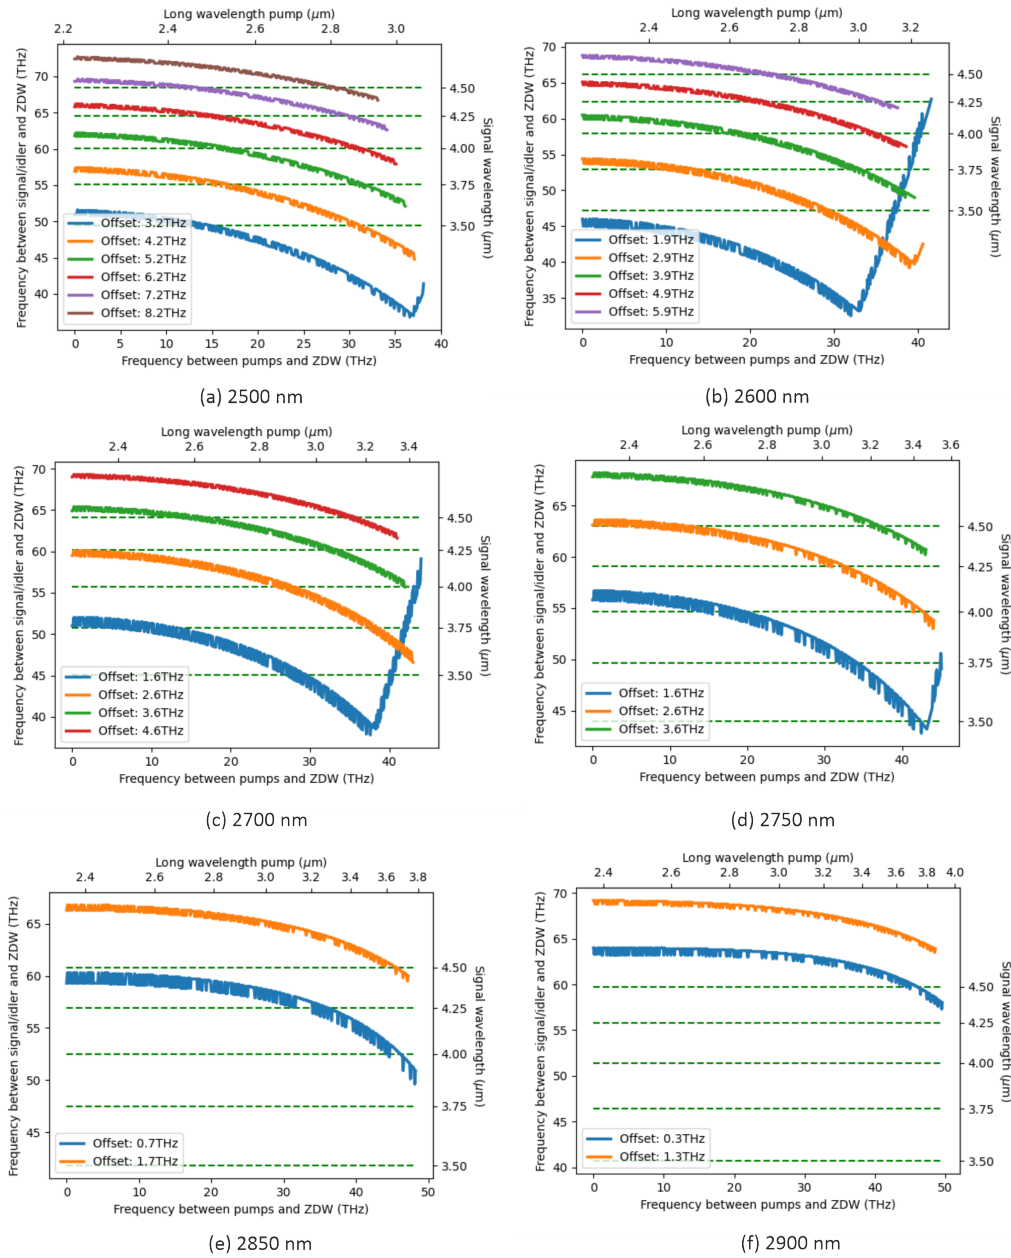 Long wavelength pump (μm)
2.2 2.4 2.6 2.8 3.0
Frequency between signal/idler and ZDW (THz)
70
65
60
55
50
45
40
4.50
4.25
4.00
3.75
3.50
Signal wavelength (μm)
Offset: 3.2THz
Offset: 4.2THz
Offset: 5.2THz
Offset: 6.2THz
Offset: 7.2THz
Offset: 8.2THz
0 5 10 15 20 25 30 35 40
Frequency between pumps and ZDW (THz)
(a) 2500 nm
Long wavelength pump (μm)
2.4 2.6 2.8 3.0 3.2
Frequency between signal/idler and ZDW (THz)
70
65
60
55
50
45
40
35
4.50
4.25
4.00
3.75
3.50
Signal wavelength (μm)
Offset: 1.9THz
Offset: 2.9THz
Offset: 3.9THz
Offset: 4.9THz
Offset: 5.9THz
0 10 20 30 40
Frequency between pumps and ZDW (THz)
(b) 2600 nm
Long wavelength pump (μm)
2.4 2.6 2.8 3.0 3.2 3.4
Frequency between signal/idler and ZDW (THz)
70
65
60
55
50
45
40
4.50
4.25
4.00
3.75
3.50
Signal wavelength (μm)
Offset: 1.6THz
Offset: 2.6THz
Offset: 3.6THz
Offset: 4.6THz
0 10 20 30 40
Frequency between pumps and ZDW (THz)
(c) 2700 nm
Long wavelength pump (μm)
2.4 2.6 2.8 3.0 3.2 3.4 3.6
Frequency between signal/idler and ZDW (THz)
65
60
55
50
45
4.50
4.25
4.00
3.75
3.50
Signal wavelength (μm)
Offset: 1.6THz
Offset: 2.6THz
Offset: 3.6THz
0 10 20 30 40
Frequency between pumps and ZDW (THz)
(d) 2750 nm
Long wavelength pump (μm)
2.4 2.6 2.8 3.0 3.2 3.4 3.6 3.8
Frequency between signal/idler and ZDW (THz)
65
60
55
50
45
4.50
4.25
4.00
3.75
3.50
Signal wavelength (μm)
Offset: 0.7THz
Offset: 1.7THz
0 10 20 30 40 50
Frequency between pumps and ZDW (THz)
(e) 2850 nm
Long wavelength pump (μm)
2.4 2.6 2.8 3.0 3.2 3.4 3.6 3.8 4.0
Frequency between signal/idler and ZDW (THz)
70
65
60
55
50
45
40
4.50
4.25
4.00
3.75
3.50
Signal wavelength (μm)
Offset: 0.3THz
Offset: 1.3THz
0 10 20 30 40 50
Frequency between pumps and ZDW (THz)
(f) 2900 nm